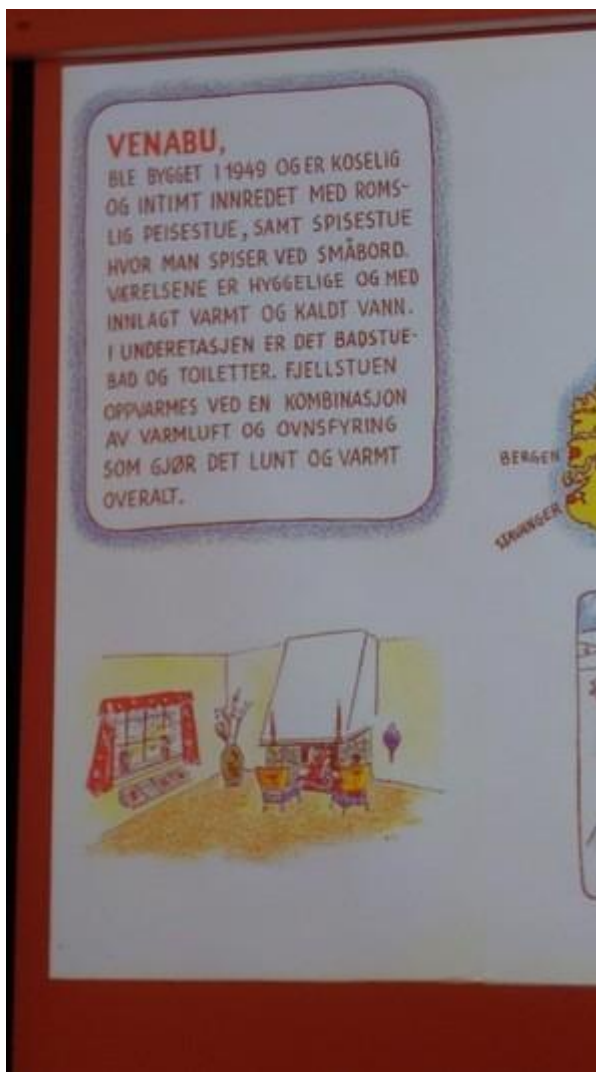 VENABU,
BLE BYGGET I 1949 OG ER KOSELIG
OG INTIMT INNREDET MED ROMS-
LIG PEISESTUE, SAMT SPISESTUE
HVOR MAN SPISER VED SMÅBORD.
VÆRELSENE ER HYGGELIGE OG MED
INNLAGT VARMT OG KALDT VANN.
I UNDERETASJEN ER DET BADSTUE-
BAD OG TOILETTER. FJELLSTUEN
OPPVARMES VED EN KOMBINASJON
AV VARMLUFT OG OVNSFYRING
SOM GJØR DET LUNT OG VARMT
OVERALT.
BERGEN
STAVANGER